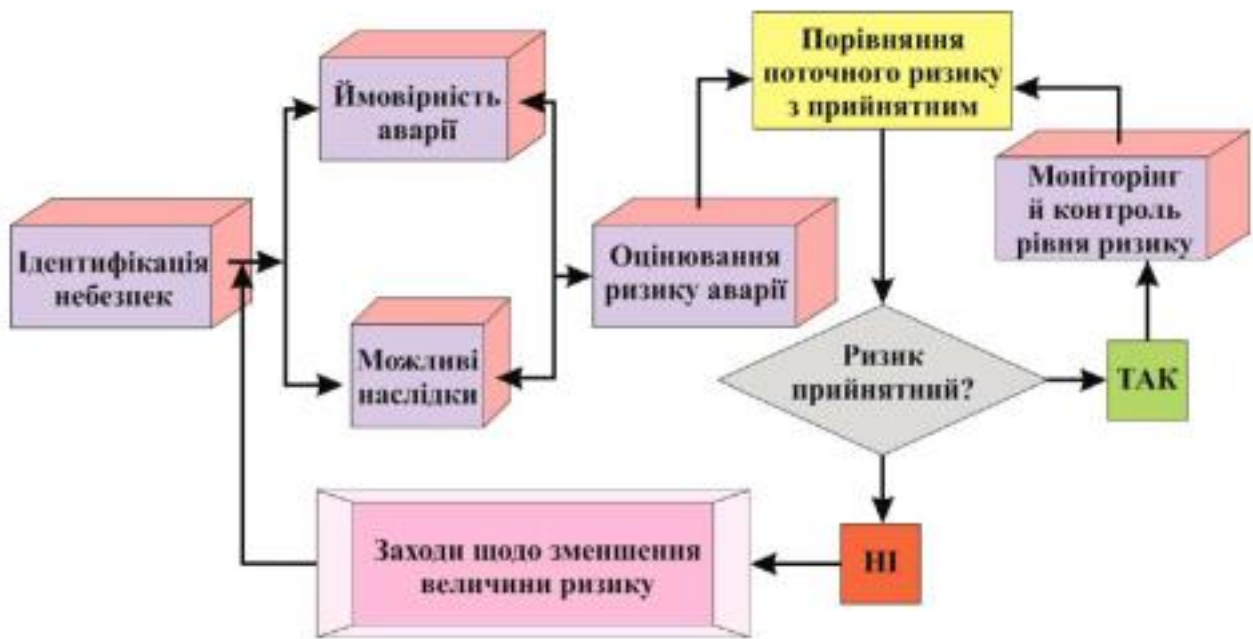 Ідентифікація
небезпек
Ймовірність
аварії
Можливі
наслідки
Оцінювання
ризику аварії
Порівняння
поточного ризику
з прийнятним
Моніторінг
й контроль
рівня ризику
Ризик
прийнятний?
ТАК
НІ
Заходи щодо зменшення
величини ризику